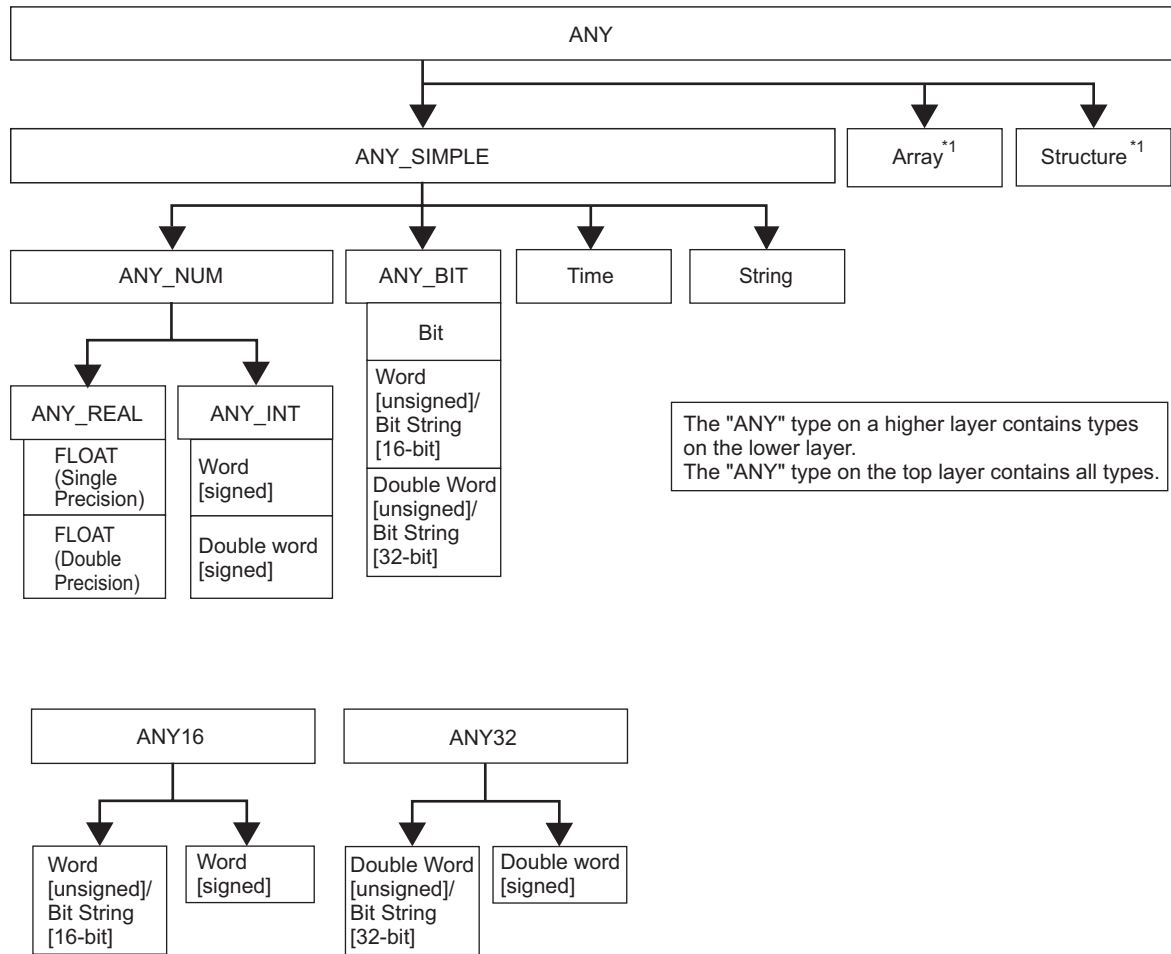 ANY
ANY_SIMPLE
Array*1
Structure*1
ANY_NUM
ANY_BIT
Time
String
Bit
Word
[unsigned]/
Bit String
[16-bit]
Double Word
[unsigned]/
Bit String
[32-bit]
ANY_REAL
FLOAT
(Single
Precision)
FLOAT
(Double
Precision)
ANY_INT
Word
[signed]
Double word
[signed]
The "ANY" type on a higher layer contains types
on the lower layer.
The "ANY" type on the top layer contains all types.
ANY16
Word
[unsigned]/
Bit String
[16-bit]
Word
[signed]
ANY32
Double Word
[unsigned]/
Bit String
[32-bit]
Double word
[signed]